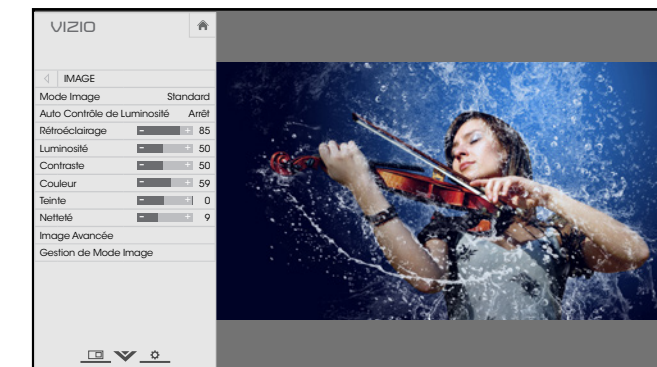 VIZIO
IMAGE
Mode Image Standard
Auto Contrôle de Luminosité Arrêt
Rétroéclairage - + 85
Luminosité - + 50
Contraste - + 50
Couleur - + 59
Teinte - + 0
Netteté - + 9
Image Avancée
Gestion de Mode Image